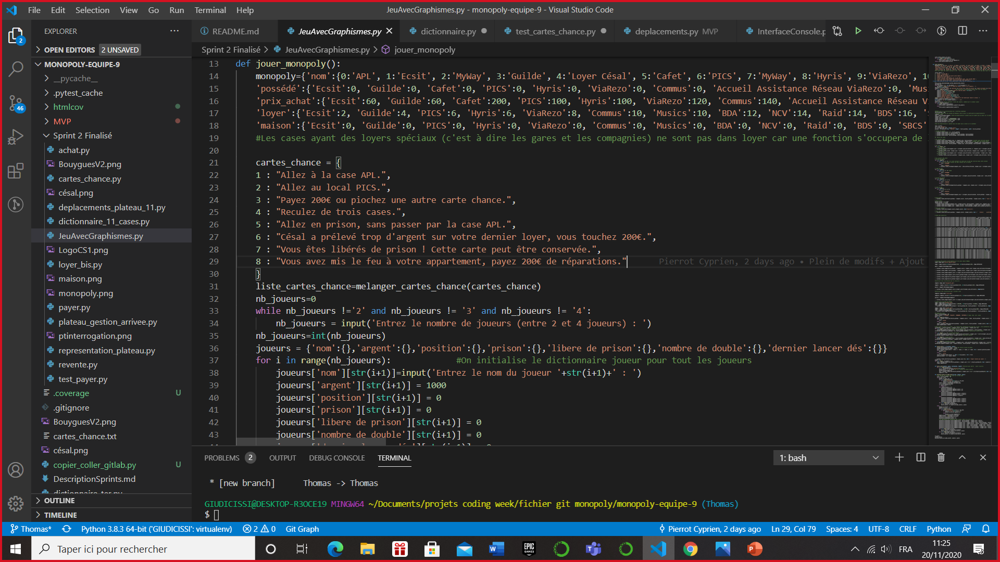 File Edit Selection View Go Run Terminal Help
JeuAvecGraphismes.py - monopoly-equipe-9 - Visual Studio Code
EXPLORER
README.md
JeuAvecGraphismes.py
dictionnaire.py
test_cartes_chance.py
deplacements.py MVP
InterfaceConsole.p
OPEN EDITORS 2 UNSAVED
Sprint 2 Finalisé > JeuAvecGraphismes.py > jouer_monopoly
2
46
MONOPOLY-EQUIPE-9
__pycache__
.pytest_cache
htmlcov
MVP
Sprint 2 Finalisé
achat.py
BouyguesV2.png
cartes_chance.py
césal.png
deplacements_plateau_11.py
dictionnaire_11_cases.py
JeuAvecGraphismes.py
LogoCS1.png
loyer_bis.py
maison.png
monopoly.png
payer.py
plateau_gestion_arrivee.py
ptinterrogation.png
representation_plateau.py
revente.py
test_payer.py
.coverage U
.gitignore
BouyguesV2.png
cartes_chance.txt
césal.png
copier_coller_gitlab.py U
DescriptionSprints.md
dictionnaire_ter.py
OUTLINE
TIMELINE
13 def jouer_monopoly():
14 monopoly={'nom':{0:'APL', 1:'Ecsit', 2:'MyWay', 3:'Guilde', 4:'Loyer Césal', 5:'Cafet', 6:'PICS', 7:'MyWay', 8:'Hyris', 9:'ViaRezo', 10
15 'possédé':{'Ecsit':0, 'Guilde':0, 'Cafet':0, 'PICS':0, 'Hyris':0, 'ViaRezo':0, 'Commus':0, 'Accueil Assistance Réseau ViaRezo':0, 'Mus
16 'prix_achat':{'Ecsit':60, 'Guilde':60, 'Cafet':200, 'PICS':100, 'Hyris':100, 'ViaRezo':120, 'Commus':140, 'Accueil Assistance Réseau V
17 'loyer':{'Ecsit':2, 'Guilde':4, 'PICS':6, 'Hyris':6, 'ViaRezo':8, 'Commus':10, 'Musics':10, 'BDA':12, 'NCV':14, 'Raid':14, 'BDS':16, 'S
18 'maison':{'Ecsit':0, 'Guilde':0, 'PICS':0, 'Hyris':0, 'ViaRezo':0, 'Commus':0, 'Musics':0, 'BDA':0, 'NCV':0, 'Raid':0, 'BDS':0, 'SBCS'
19 #Les cases ayant des loyers spéciaux (c'est à dire les gares et les compagnies) ne sont pas dans loyer car une fonction s'occupera de
20
21 cartes_chance = {
22 1 : "Allez à la case APL.",
23 2 : "Allez au local PICS.",
24 3 : "Payez 200€ ou piochez une autre carte chance.",
25 4 : "Reculez de trois cases.",
26 5 : "Allez en prison, sans passer par la case APL.",
27 6 : "Césal a prélevé trop d'argent sur votre dernier loyer, vous touchez 200€.",
28 7 : "Vous êtes libérés de prison ! Cette carte peut être conservée.",
29 8 : "Vous avez mis le feu à votre appartement, payez 200€ de réparations." Pierrot Cyprien, 2 days ago • Plein de modifs + Ajout
30 }
31 liste_cartes_chance=melanger_cartes_chance(cartes_chance)
32 nb_joueurs=0
33 while nb_joueurs !='2' and nb_joueurs != '3' and nb_joueurs != '4':
34 nb_joueurs = input('Entrez le nombre de joueurs (entre 2 et 4 joueurs) : ')
35 nb_joueurs=int(nb_joueurs)
36 joueurs = {'nom':{},'argent':{},'position':{},'prison':{},'libere de prison':{},'nombre de double':{},'dernier lancer dés':{}}
37 for i in range(nb_joueurs): #On initialise le dictionnaire joueur pour tout les joueurs
38 joueurs['nom'][str(i+1)]=input('Entrez le nom du joueur '+str(i+1)+' : ')
39 joueurs['argent'][str(i+1)] = 1000
40 joueurs['position'][str(i+1)] = 0
41 joueurs['prison'][str(i+1)] = 0
42 joueurs['libere de prison'][str(i+1)] = 0
43 joueurs['nombre de double'][str(i+1)] = 0
PROBLEMS 2 OUTPUT DEBUG CONSOLE TERMINAL 1: bash
* [new branch] Thomas -> Thomas
GIUDICISSI@DESKTOP-R3OCE19 MINGW64 ~/Documents/projets coding week/fichier git monopoly/monopoly-equipe-9 (Thomas)
$
Thomas* Python 3.8.3 64-bit ('GIUDICISSI': virtualenv) 2 0 Git Graph Pierrot Cyprien, 2 days ago Ln 29, Col 79 Spaces: 4 UTF-8 CRLF Python
Taper ici pour rechercher
EPIC GAMES
FRA
11:25
20/11/2020